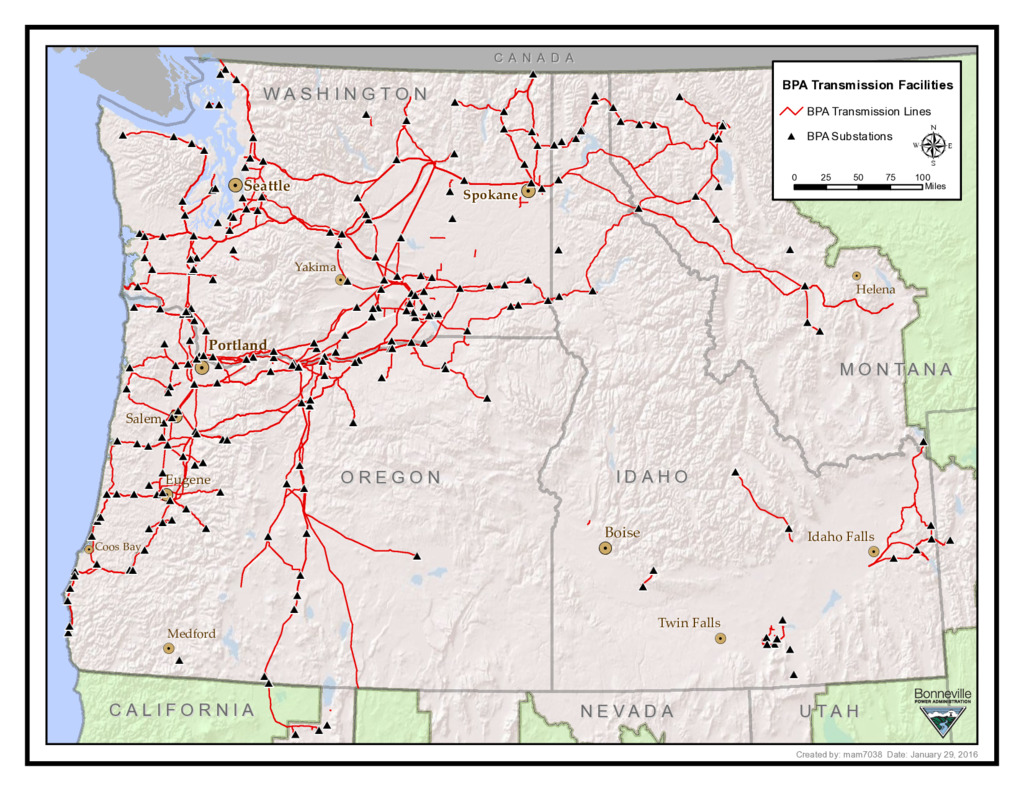 CANADA
WASHINGTON
BPA Transmission Facilities
BPA Transmission Lines
BPA Substations
N
W E
S
0 25 50 75 100
Miles
Seattle
Spokane
Yakima
Helena
Portland
MONTANA
Salem
OREGON
IDAHO
Eugene
Boise
Idaho Falls
Coos Bay
Twin Falls
Medford
Bonneville
POWER ADMINISTRATION
CALIFORNIA
NEVADA
UTAH
Created by: mam7038 Date: January 29, 2016